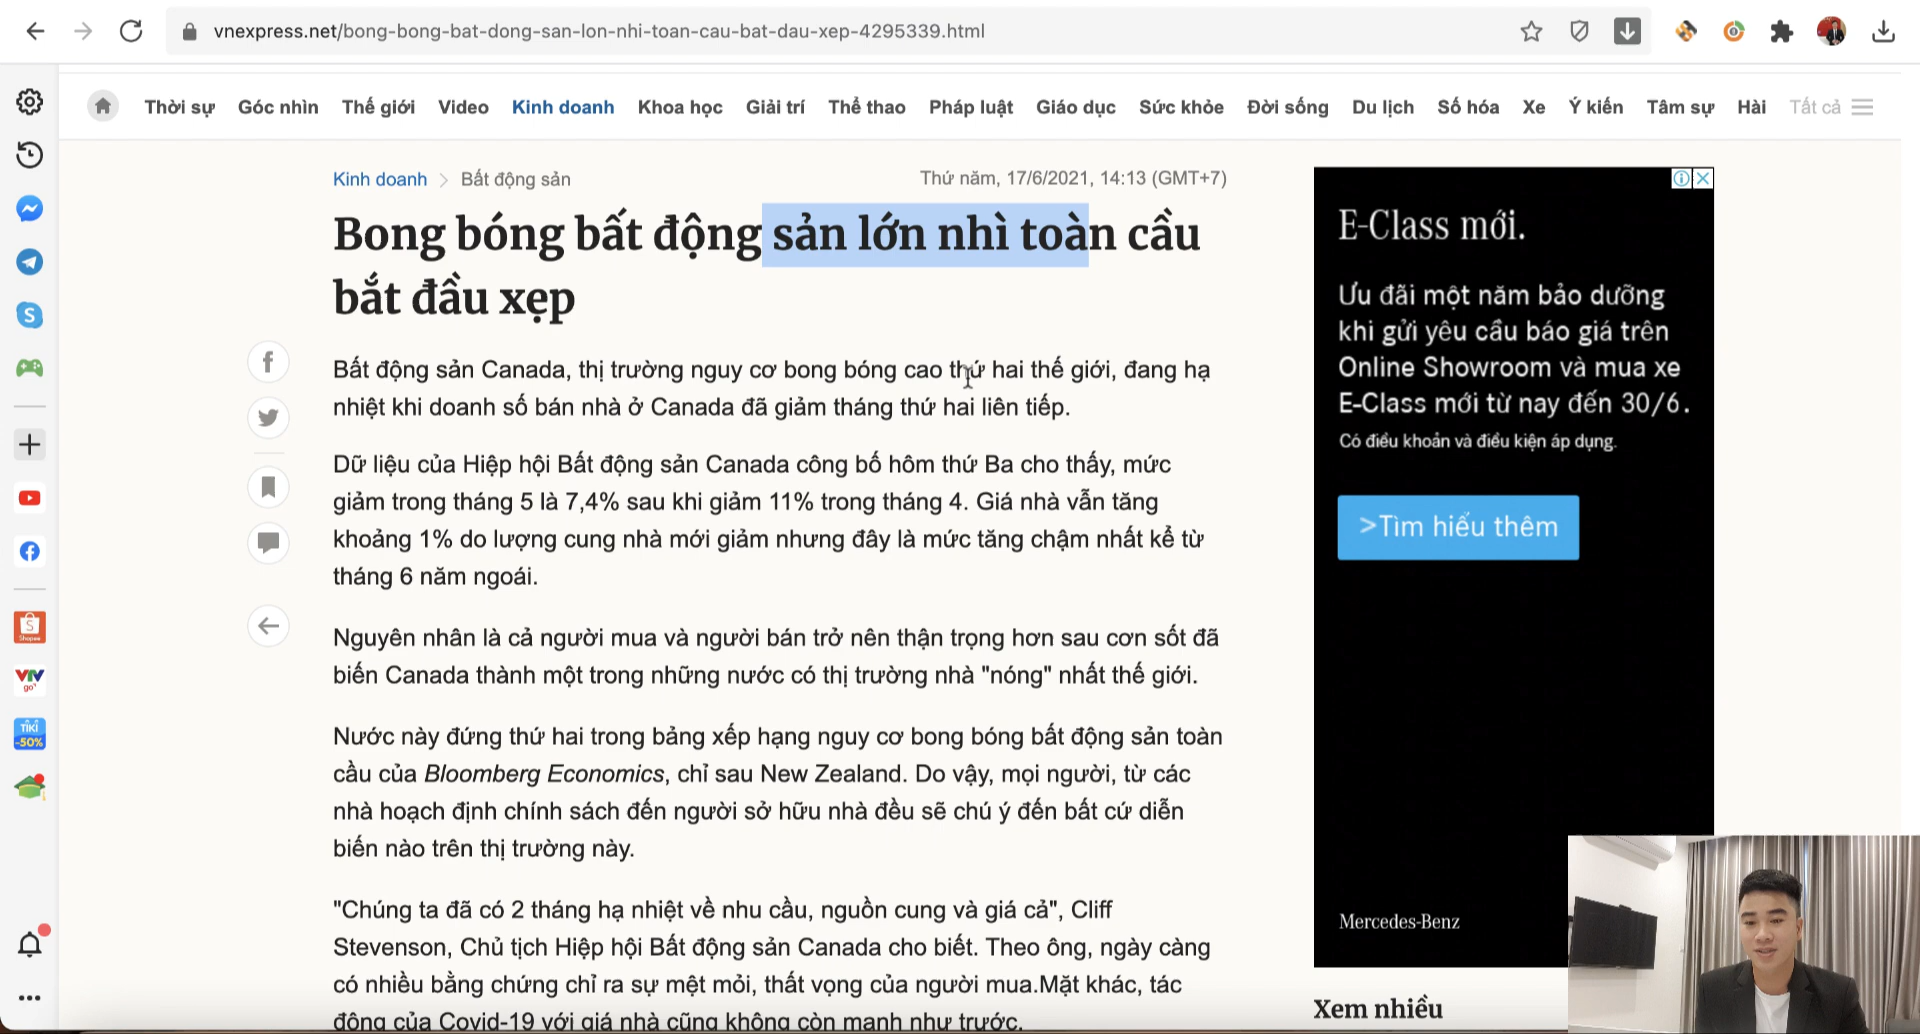 vnexpress.net/bong-bong-bat-dong-san-lon-nhi-toan-cau-bat-dau-xep-4295339.html
Thời sự Góc nhìn Thế giới Video Kinh doanh Khoa học Giải trí Thể thao Pháp luật Giáo dục Sức khỏe Đời sống Du lịch Số hóa Xe Ý kiến Tâm sự Hài Tất cả
Kinh doanh > Bất động sản
Thứ năm, 17/6/2021, 14:13 (GMT+7)
Bong bóng bất động sản lớn nhì toàn cầu
bắt đầu xẹp
Bất động sản Canada, thị trường nguy cơ bong bóng cao thứ hai thế giới, đang hạ
nhiệt khi doanh số bán nhà ở Canada đã giảm tháng thứ hai liên tiếp.
Dữ liệu của Hiệp hội Bất động sản Canada công bố hôm thứ Ba cho thấy, mức
giảm trong tháng 5 là 7,4% sau khi giảm 11% trong tháng 4. Giá nhà vẫn tăng
khoảng 1% do lượng cung nhà mới giảm nhưng đây là mức tăng chậm nhất kể từ
tháng 6 năm ngoái.
Nguyên nhân là cả người mua và người bán trở nên thận trọng hơn sau cơn sốt đã
biến Canada thành một trong những nước có thị trường nhà "nóng" nhất thế giới.
Nước này đứng thứ hai trong bảng xếp hạng nguy cơ bong bóng bất động sản toàn
cầu của Bloomberg Economics, chỉ sau New Zealand. Do vậy, mọi người, từ các
nhà hoạch định chính sách đến người sở hữu nhà đều sẽ chú ý đến bất cứ diễn
biến nào trên thị trường này.
"Chúng ta đã có 2 tháng hạ nhiệt về nhu cầu, nguồn cung và giá cả", Cliff
Stevenson, Chủ tịch Hiệp hội Bất động sản Canada cho biết. Theo ông, ngày càng
có nhiều bằng chứng chỉ ra sự mệt mỏi, thất vọng của người mua.Mặt khác, tác
động của Covid-19 với giá nhà cũng không còn mạnh như trước.
E-Class mới.
Ưu đãi một năm bảo dưỡng
khi gửi yêu cầu báo giá trên
Online Showroom và mua xe
E-Class mới từ nay đến 30/6.
Có điều khoản và điều kiện áp dụng.
>Tìm hiểu thêm
Mercedes-Benz
Xem nhiều
S
Shopee
VTV
go
TIKI
-50%